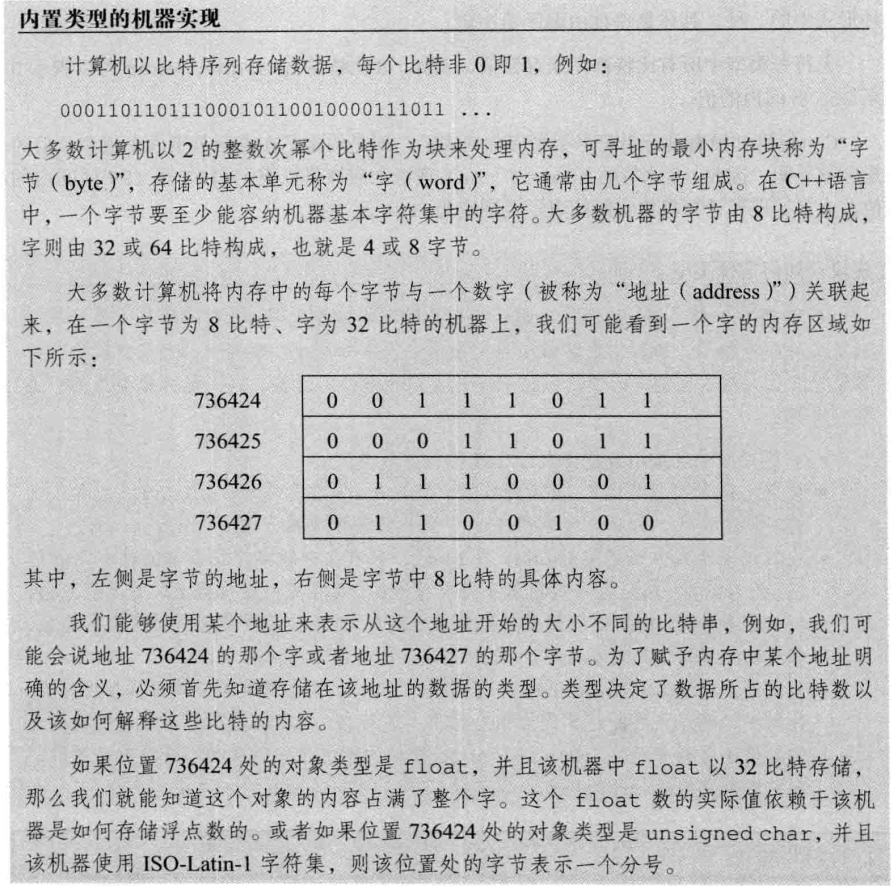 内置类型的机器实现
计算机以比特序列存储数据，每个比特非 0 即 1，例如：
00011011011100010110010000111011 ...
大多数计算机以 2 的整数次幂个比特作为块来处理内存，可寻址的最小内存块称为“字
节（byte）”，存储的基本单元称为“字（word）”，它通常由几个字节组成。在 C++语言
中，一个字节要至少能容纳机器基本字符集中的字符。大多数机器的字节由 8 比特构成，
字则由 32 或 64 比特构成，也就是 4 或 8 字节。
大多数计算机将内存中的每个字节与一个数字（被称为“地址（address）”）关联起
来，在一个字节为 8 比特、字为 32 比特的机器上，我们可能看到一个字的内存区域如
下所示：
736424 0 0 1 1 1 0 1 1
736425 0 0 0 1 1 0 1 1
736426 0 1 1 1 0 0 0 1
736427 0 1 1 0 0 1 0 0
其中，左侧是字节的地址，右侧是字节中 8 比特的具体内容。
我们能够使用某个地址来表示从这个地址开始的大小不同的比特串，例如，我们可
能会说地址 736424 的那个字或者地址 736427 的那个字节。为了赋予内存中某个地址明
确的含义，必须首先知道存储在该地址的数据的类型。类型决定了数据所占的比特数以
及该如何解释这些比特的内容。
如果位置 736424 处的对象类型是 float，并且该机器中 float 以 32 比特存储，
那么我们就能知道这个对象的内容占满了整个字。这个 float 数的实际值依赖于该机
器是如何存储浮点数的。或者如果位置 736424 处的对象类型是 unsigned char，并且
该机器使用 ISO-Latin-1 字符集，则该位置处的字节表示一个分号。